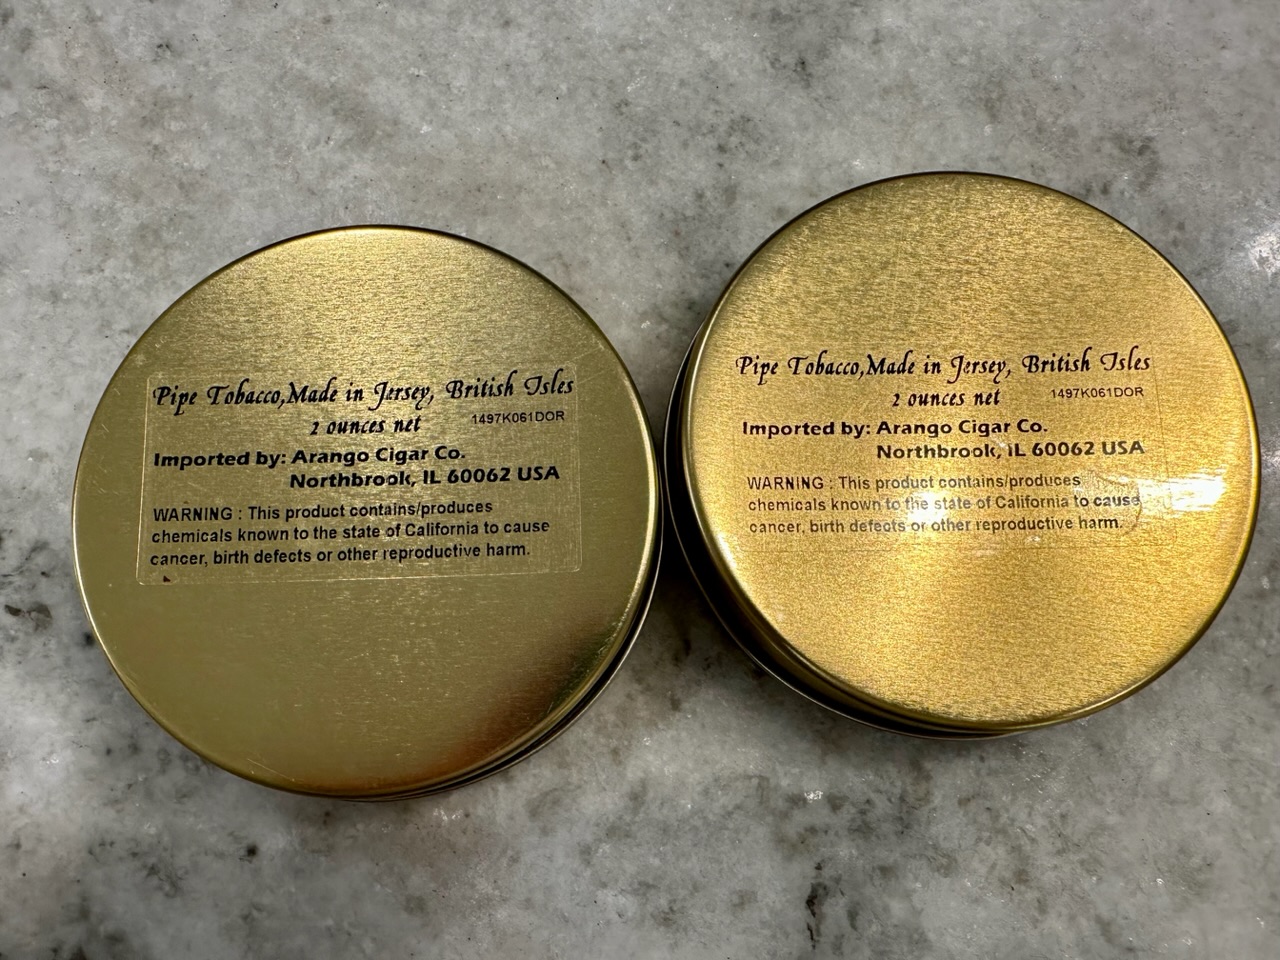 Pipe Tobacco,Made in Jersey, British Isles
2 ounces net 1497K061DOR
Imported by: Arango Cigar Co.
Northbrook, IL 60062 USA
WARNING : This product contains/produces
chemicals known to the state of California to cause
cancer, birth defects or other reproductive harm.
Pipe Tobacco,Made in Jersey, British Isles
2 ounces net 1497K061DOR
Imported by: Arango Cigar Co.
Northbrook, IL 60062 USA
WARNING : This product contains/produces
chemicals known to the state of California to cause
cancer, birth defects or other reproductive harm.